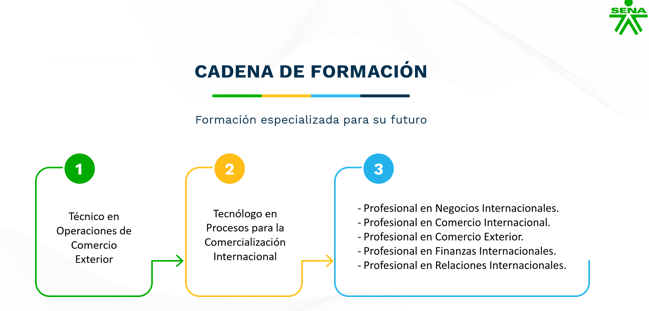 SENA
CADENA DE FORMACIÓN
Formación especializada para su futuro
1
Técnico en
Operaciones de
Comercio
Exterior
2
Tecnólogo en
Procesos para la
Comercialización
Internacional
3
- Profesional en Negocios Internacionales.
- Profesional en Comercio Internacional.
- Profesional en Comercio Exterior.
- Profesional en Finanzas Internacionales.
- Profesional en Relaciones Internacionales.